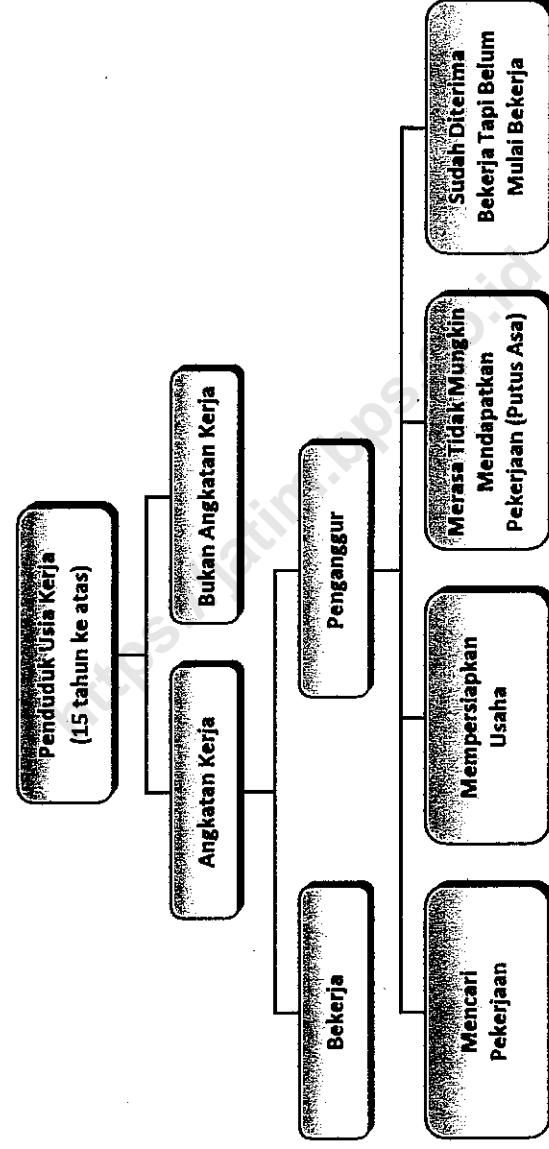 Penduduk Usia Kerja
(15 tahun ke atas)
Angkatan Kerja
Bukan Angkatan Kerja
Bekerja
Penganggur
Mencari
Pekerjaan
Mempersiapkan
Usaha
Merasa Tidak Mungkin
Mendapatkan
Pekerjaan (Putus Asa)
Sudah Diterima
Bekerja Tapi Belum
Mulai Bekerja